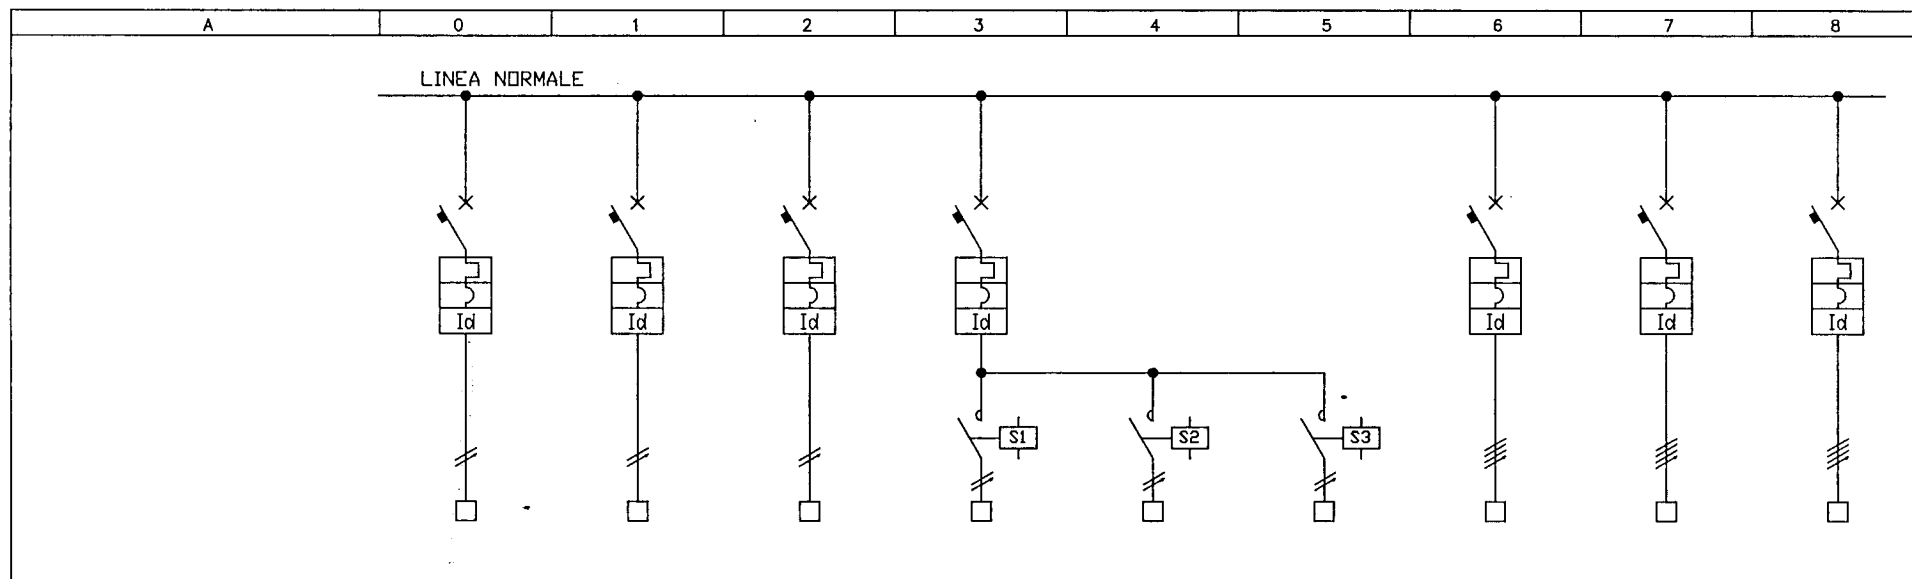 A 0 1 2 3 4 5 6 7 8
LINEA NORMALE
Id Id Id Id Id Id Id
S1 S2 S3